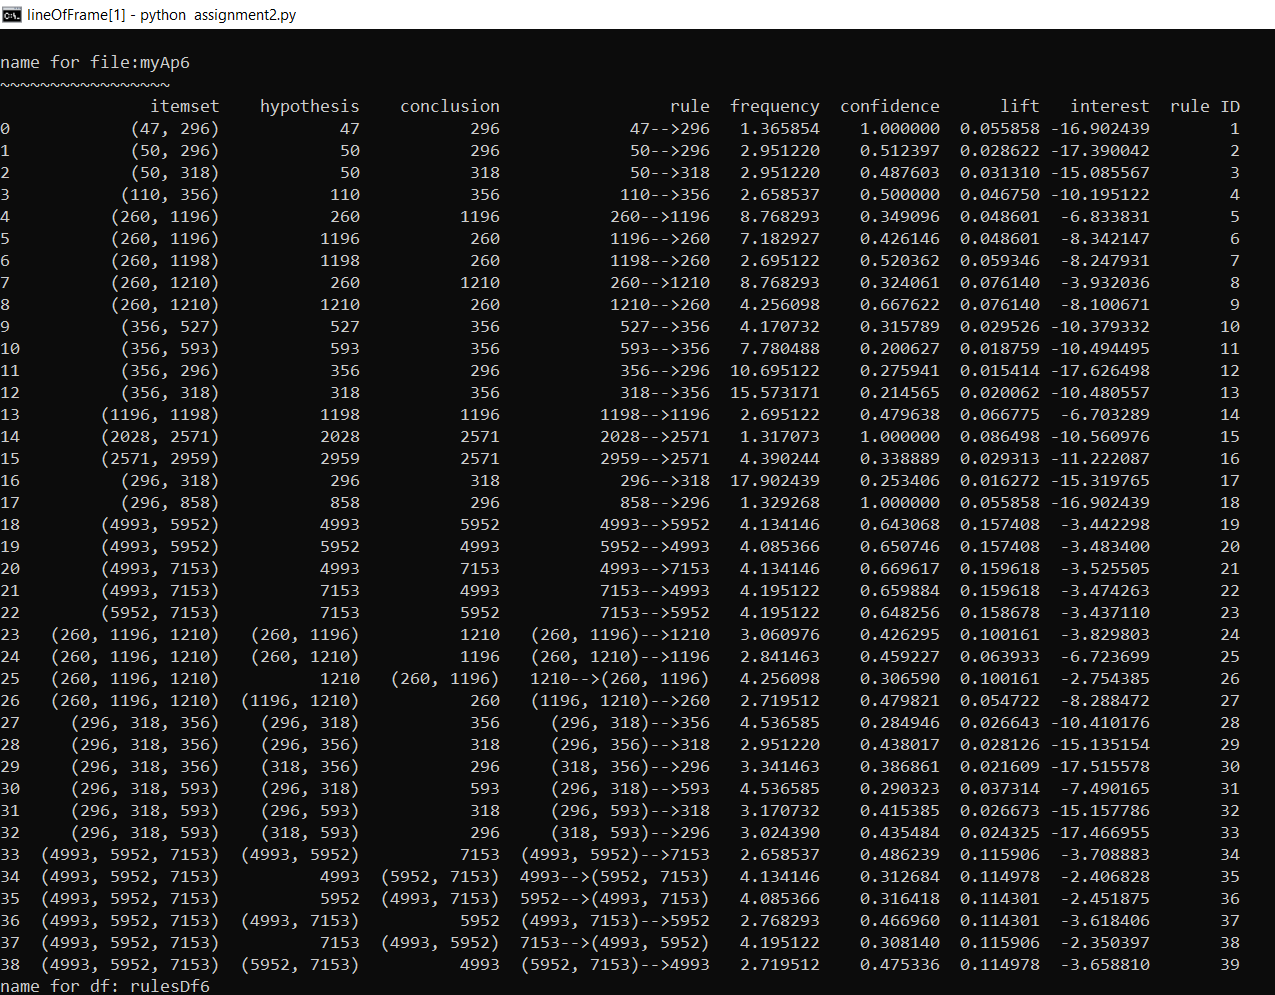 lineOfFrame[1] - python  assignment2.py
name for file:myAp6
~~~~~~~~~~~~~~~~~
itemset hypothesis conclusion rule frequency confidence lift interest rule ID
0 (47, 296) 47 296 47-->296 1.365854 1.000000 0.055858 -16.902439 1
1 (50, 296) 50 296 50-->296 2.951220 0.512397 0.028622 -17.390042 2
2 (50, 318) 50 318 50-->318 2.951220 0.487603 0.031310 -15.085567 3
3 (110, 356) 110 356 110-->356 2.658537 0.500000 0.046750 -10.195122 4
4 (260, 1196) 260 1196 260-->1196 8.768293 0.349096 0.048601 -6.833831 5
5 (260, 1196) 1196 260 1196-->260 7.182927 0.426146 0.048601 -8.342147 6
6 (260, 1198) 1198 260 1198-->260 2.695122 0.520362 0.059346 -8.247931 7
7 (260, 1210) 260 1210 260-->1210 8.768293 0.324061 0.076140 -3.932036 8
8 (260, 1210) 1210 260 1210-->260 4.256098 0.667622 0.076140 -8.100671 9
9 (356, 527) 527 356 527-->356 4.170732 0.315789 0.029526 -10.379332 10
10 (356, 593) 593 356 593-->356 7.780488 0.200627 0.018759 -10.494495 11
11 (356, 296) 356 296 356-->296 10.695122 0.275941 0.015414 -17.626498 12
12 (356, 318) 318 356 318-->356 15.573171 0.214565 0.020062 -10.480557 13
13 (1196, 1198) 1198 1196 1198-->1196 2.695122 0.479638 0.066775 -6.703289 14
14 (2028, 2571) 2028 2571 2028-->2571 1.317073 1.000000 0.086498 -10.560976 15
15 (2571, 2959) 2959 2571 2959-->2571 4.390244 0.338889 0.029313 -11.222087 16
16 (296, 318) 296 318 296-->318 17.902439 0.253406 0.016272 -15.319765 17
17 (296, 858) 858 296 858-->296 1.329268 1.000000 0.055858 -16.902439 18
18 (4993, 5952) 4993 5952 4993-->5952 4.134146 0.643068 0.157408 -3.442298 19
19 (4993, 5952) 5952 4993 5952-->4993 4.085366 0.650746 0.157408 -3.483400 20
20 (4993, 7153) 4993 7153 4993-->7153 4.134146 0.669617 0.159618 -3.525505 21
21 (4993, 7153) 7153 4993 7153-->4993 4.195122 0.659884 0.159618 -3.474263 22
22 (5952, 7153) 7153 5952 7153-->5952 4.195122 0.648256 0.158678 -3.437110 23
23 (260, 1196, 1210) (260, 1196) 1210 (260, 1196)-->1210 3.060976 0.426295 0.100161 -3.829803 24
24 (260, 1196, 1210) (260, 1210) 1196 (260, 1210)-->1196 2.841463 0.459227 0.063933 -6.723699 25
25 (260, 1196, 1210) 1210 (260, 1196) 1210-->(260, 1196) 4.256098 0.306590 0.100161 -2.754385 26
26 (260, 1196, 1210) (1196, 1210) 260 (1196, 1210)-->260 2.719512 0.479821 0.054722 -8.288472 27
27 (296, 318, 356) (296, 318) 356 (296, 318)-->356 4.536585 0.284946 0.026643 -10.410176 28
28 (296, 318, 356) (296, 356) 318 (296, 356)-->318 2.951220 0.438017 0.028126 -15.135154 29
29 (296, 318, 356) (318, 356) 296 (318, 356)-->296 3.341463 0.386861 0.021609 -17.515578 30
30 (296, 318, 593) (296, 318) 593 (296, 318)-->593 4.536585 0.290323 0.037314 -7.490165 31
31 (296, 318, 593) (296, 593) 318 (296, 593)-->318 3.170732 0.415385 0.026673 -15.157786 32
32 (296, 318, 593) (318, 593) 296 (318, 593)-->296 3.024390 0.435484 0.024325 -17.466955 33
33 (4993, 5952, 7153) (4993, 5952) 7153 (4993, 5952)-->7153 2.658537 0.486239 0.115906 -3.708883 34
34 (4993, 5952, 7153) 4993 (5952, 7153) 4993-->(5952, 7153) 4.134146 0.312684 0.114978 -2.406828 35
35 (4993, 5952, 7153) 5952 (4993, 7153) 5952-->(4993, 7153) 4.085366 0.316418 0.114301 -2.451875 36
36 (4993, 5952, 7153) (4993, 7153) 5952 (4993, 7153)-->5952 2.768293 0.466960 0.114301 -3.618406 37
37 (4993, 5952, 7153) 7153 (4993, 5952) 7153-->(4993, 5952) 4.195122 0.308140 0.115906 -2.350397 38
38 (4993, 5952, 7153) (5952, 7153) 4993 (5952, 7153)-->4993 2.719512 0.475336 0.114978 -3.658810 39
name for df: rulesDf6